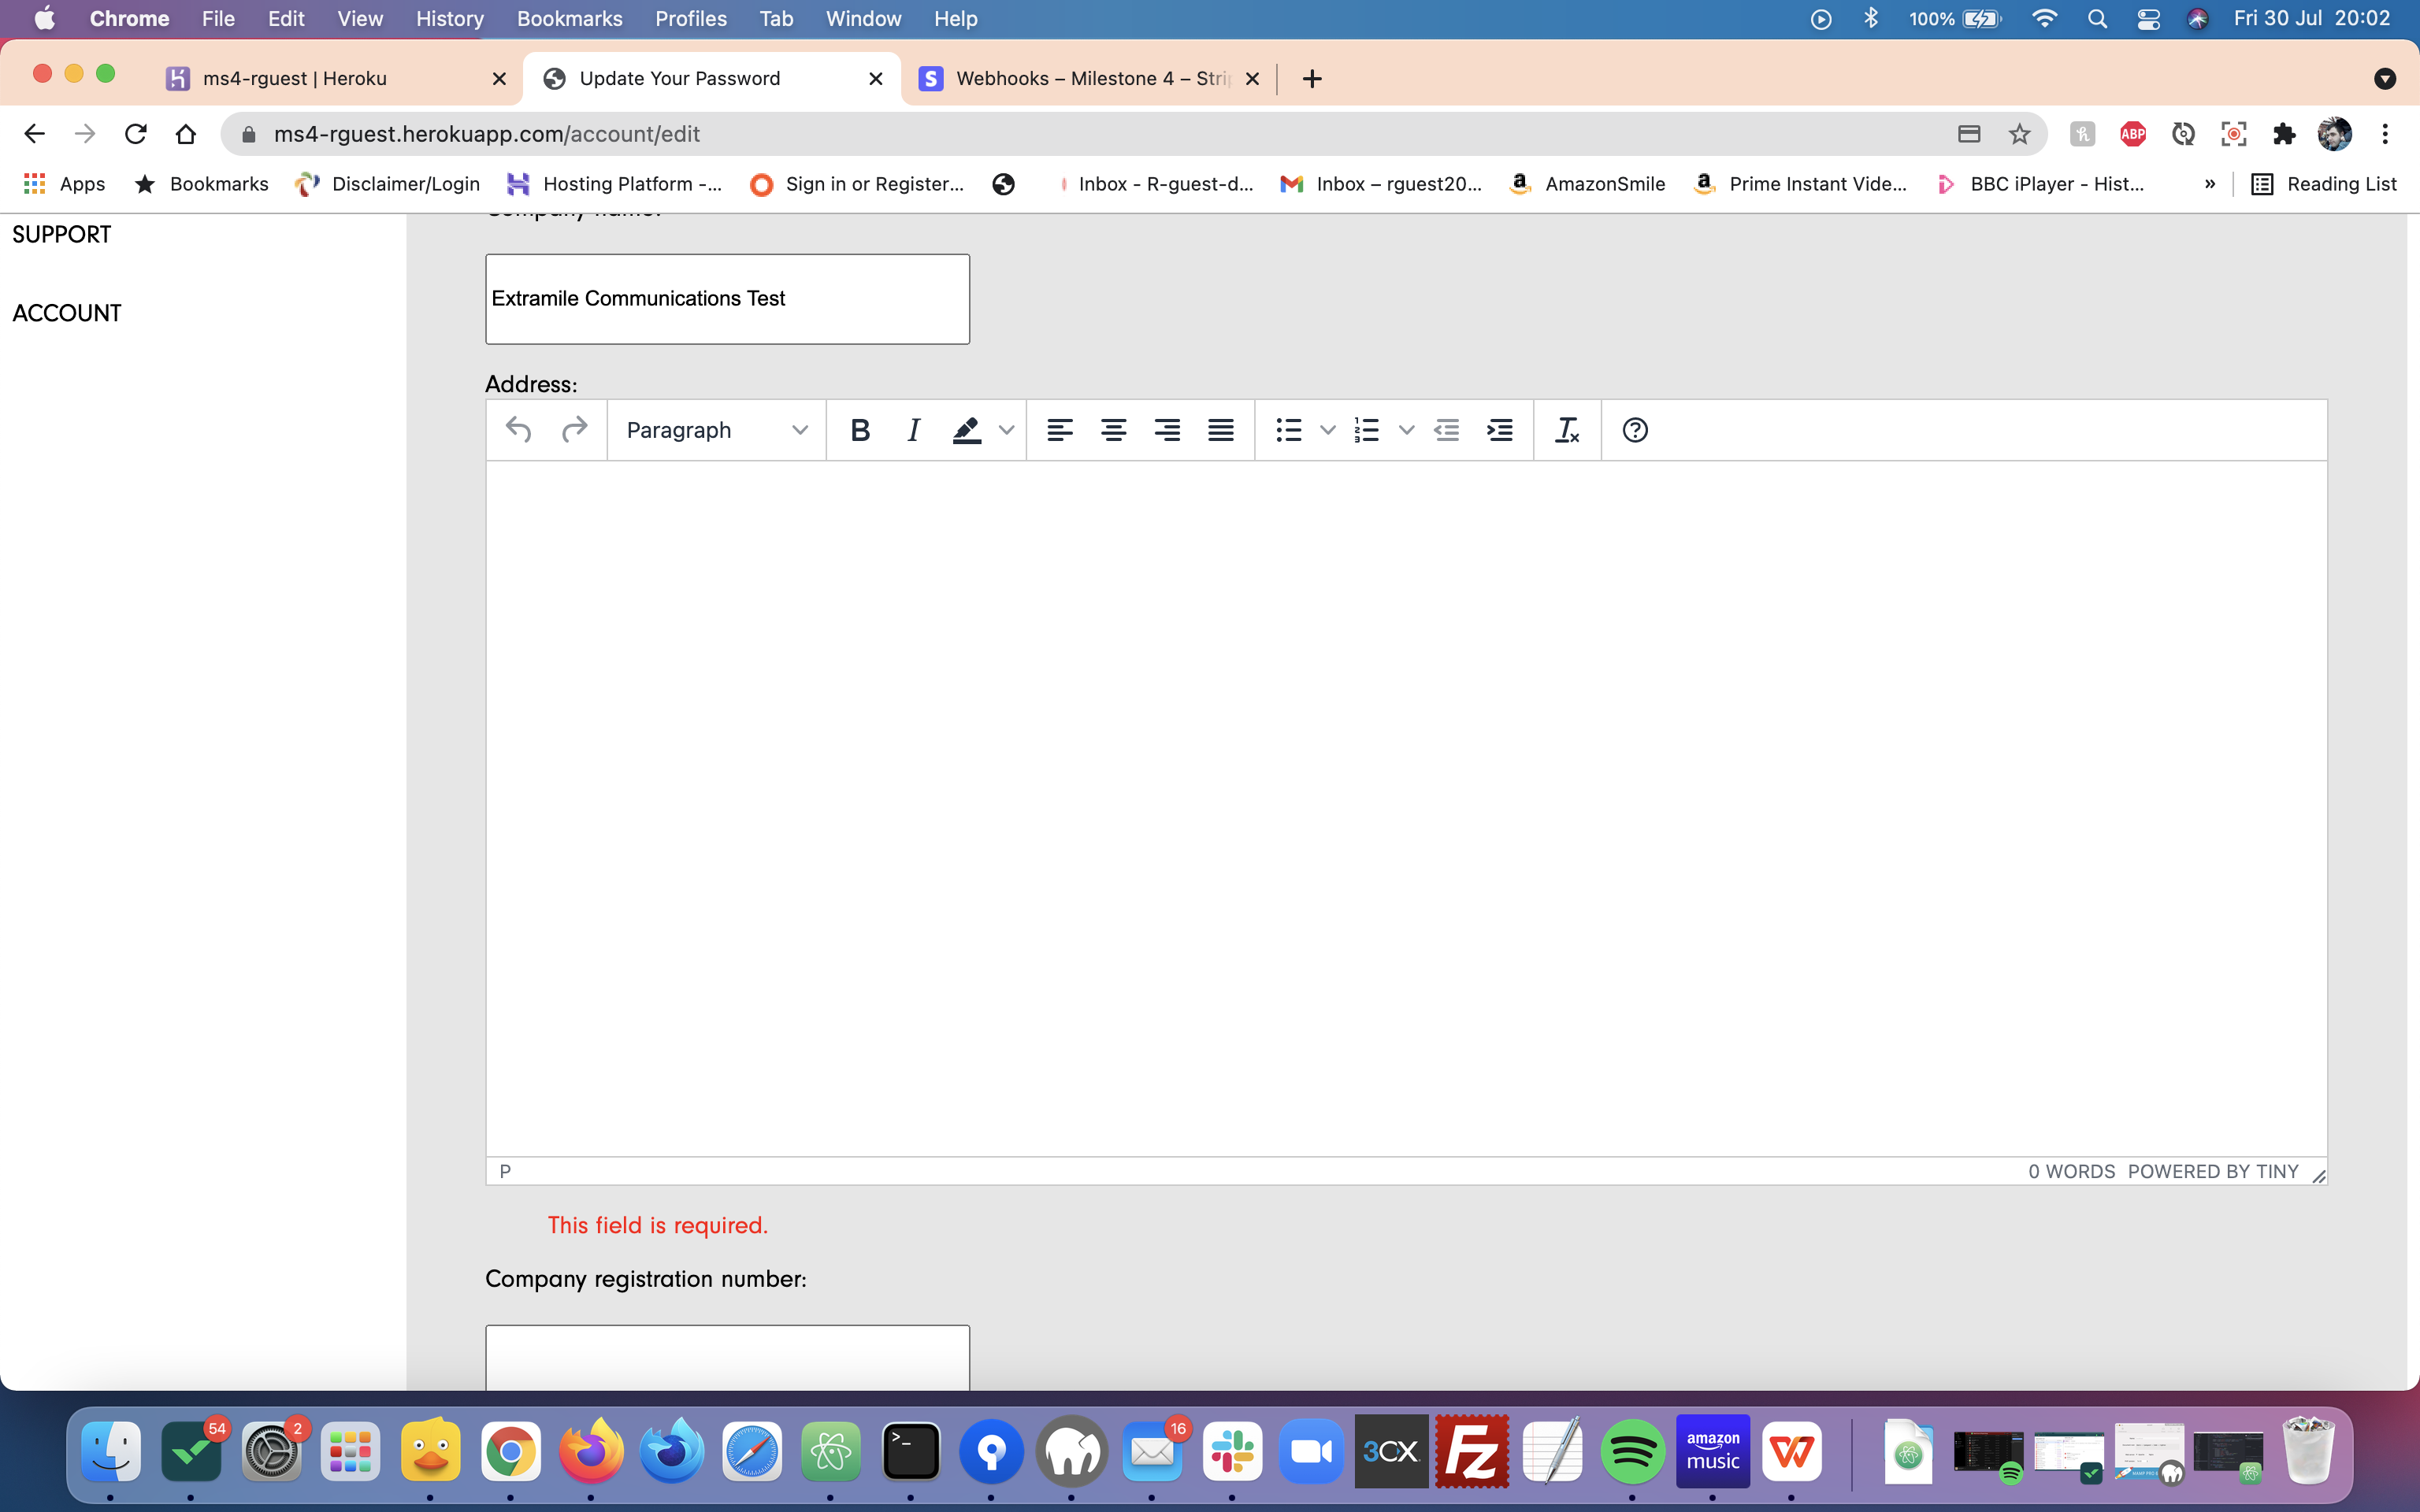 Chrome File Edit View History Bookmarks Profiles Tab Window Help 100% Fri 30 Jul 20:02
ms4-rguest | Heroku Update Your Password Webhooks – Milestone 4 – Stri
ms4-rguest.herokuapp.com/account/edit ABP
Apps Bookmarks Disclaimer/Login Hosting Platform -... Sign in or Register... Inbox - R-guest-d... Inbox – rguest20... AmazonSmile Prime Instant Vide... BBC iPlayer - Hist... » Reading List
Company name:
SUPPORT
Extramile Communications Test
ACCOUNT
Address:
Paragraph B I
P 0 WORDS POWERED BY TINY
This field is required.
Company registration number:
54 2 16
>_ 3CX Fz amazon music W